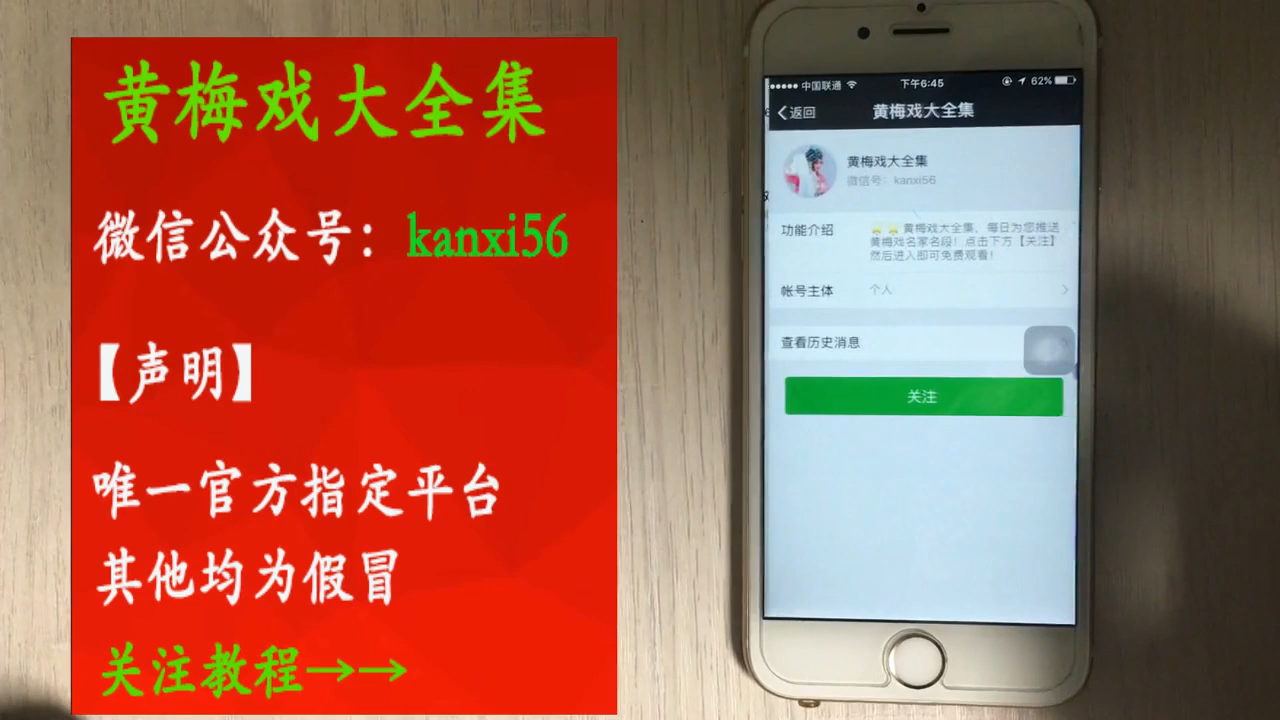 黄梅戏大全集
微信公众号：kanxi56
【声明】
唯一官方指定平台
其他均为假冒
关注教程→→
中国联通 下午6:45 62%
返回 黄梅戏大全集
黄梅戏大全集
微信号：kanxi56
功能介绍 黄梅戏大全集，每日为您推送
黄梅戏名家名段！点击下方【关注】
然后进入即可免费观看！
帐号主体 个人
查看历史消息
关注